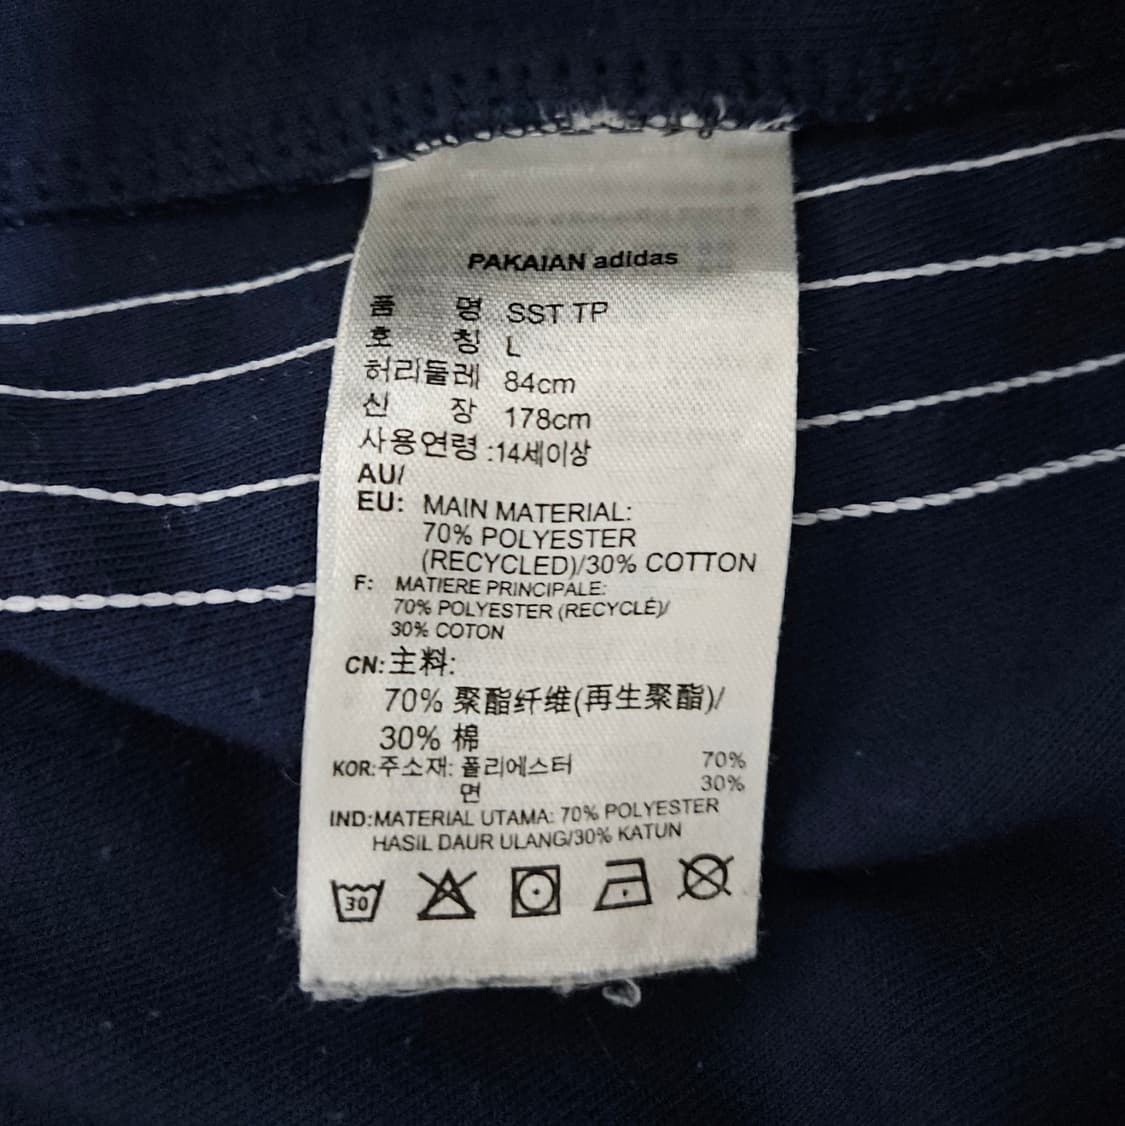 PAKAIAN adidas
품 명 SST TP
호 칭 L
허리둘레 84cm
신 장 178cm
사용연령 :14세이상
AU/
EU: MAIN MATERIAL:
70% POLYESTER
(RECYCLED)/30% COTTON
F: MATIERE PRINCIPALE:
70% POLYESTER (RECYCLÉ)/
30% COTON
CN:主料:
70% 聚酯纤维(再生聚酯)/
30% 棉
KOR:주소재: 폴리에스터 70%
면 30%
IND:MATERIAL UTAMA: 70% POLYESTER
HASIL DAUR ULANG/30% KATUN
30